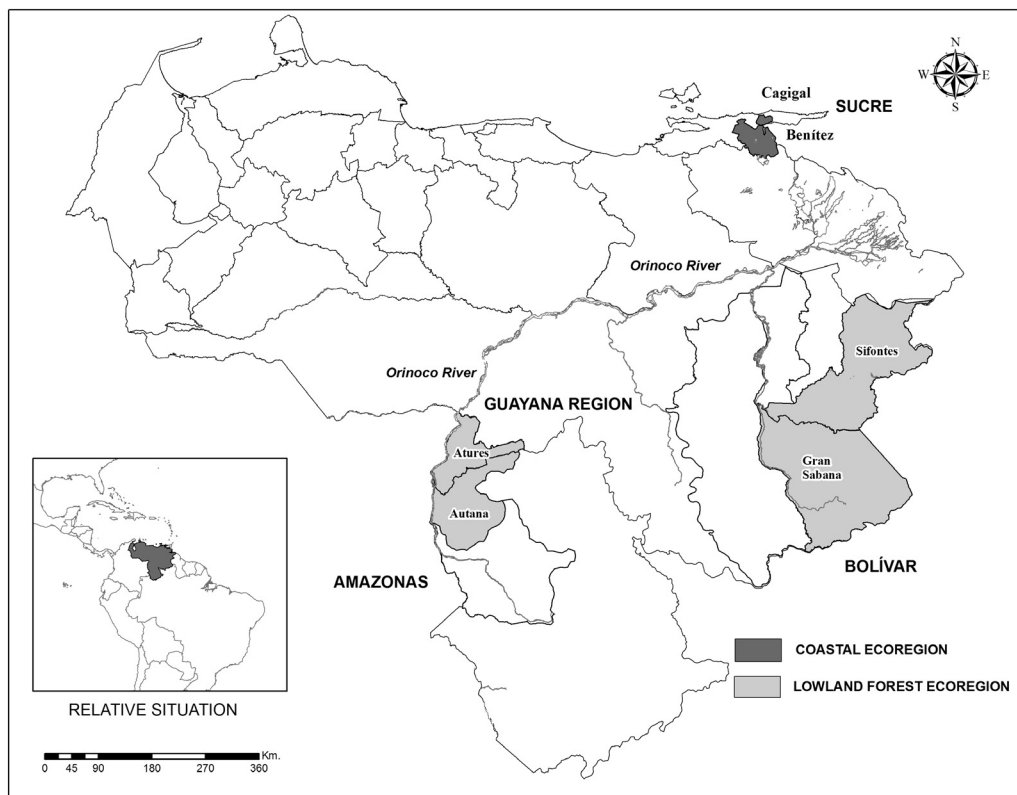 N
W E
S
Cagigal
SUCRE
Benítez
Orinoco River
Sifontes
Orinoco River
GUAYANA REGION
Atures
Gran
Sabana
Autana
BOLÍVAR
AMAZONAS
COASTAL ECOREGION
LOWLAND FOREST ECOREGION
RELATIVE SITUATION
Km.
0 45 90 180 270 360